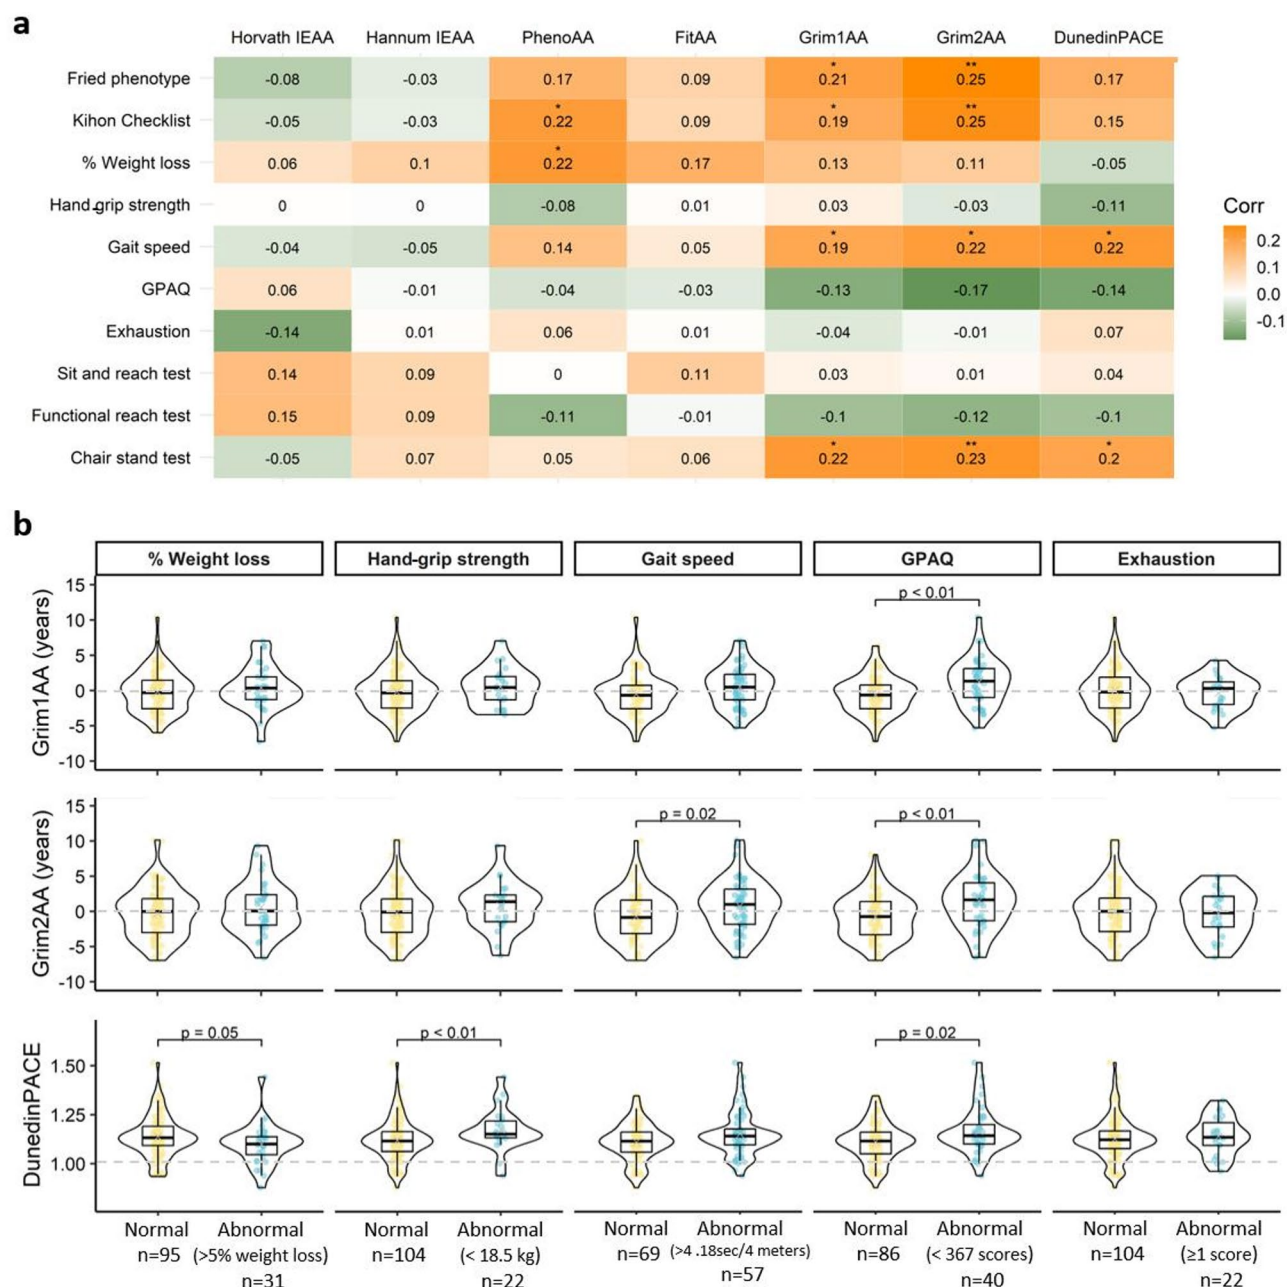 a
Horvath IEAA Hannum IEAA PhenoAA FitAA Grim1AA Grim2AA DunedinPACE
* **
Fried phenotype -0.08 -0.03 0.17 0.09 0.21 0.25 0.17
* * **
Kihon Checklist -0.05 -0.03 0.22 0.09 0.19 0.25 0.15
*
% Weight loss 0.06 0.1 0.22 0.17 0.13 0.11 -0.05
Hand-grip strength 0 0 -0.08 0.01 0.03 -0.03 -0.11
* * *
Gait speed -0.04 -0.05 0.14 0.05 0.19 0.22 0.22
GPAQ 0.06 -0.01 -0.04 -0.03 -0.13 -0.17 -0.14
Exhaustion -0.14 0.01 0.06 0.01 -0.04 -0.01 0.07
Sit and reach test 0.14 0.09 0 0.11 0.03 0.01 0.04
Functional reach test 0.15 0.09 -0.11 -0.01 -0.1 -0.12 -0.1
* ** *
Chair stand test -0.05 0.07 0.05 0.06 0.22 0.23 0.2
Corr
0.2
0.1
0.0
-0.1
b
% Weight loss Hand-grip strength Gait speed GPAQ Exhaustion
Grim1AA (years)
15
10
5
0
-5
-10
p < 0.01
Grim2AA (years)
15
10
5
0
-5
-10
p = 0.02 p < 0.01
DunedinPACE
1.50
1.25
1.00
p = 0.05 p < 0.01 p = 0.02
Normal Abnormal Normal Abnormal Normal Abnormal Normal Abnormal Normal Abnormal
n=95 (>5% weight loss) n=104 (< 18.5 kg) n=69 (>4 .18sec/4 meters) n=86 (< 367 scores) n=104 (≥1 score)
n=31 n=22 n=57 n=40 n=22